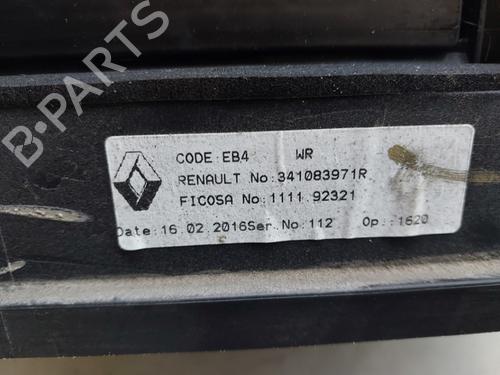 CODE:EB4 WR
RENAULT No:341083971R
FICOSA No:1111.92321
Date:16.02.2016Ser.No:112 Op.:1620
B-PARTS